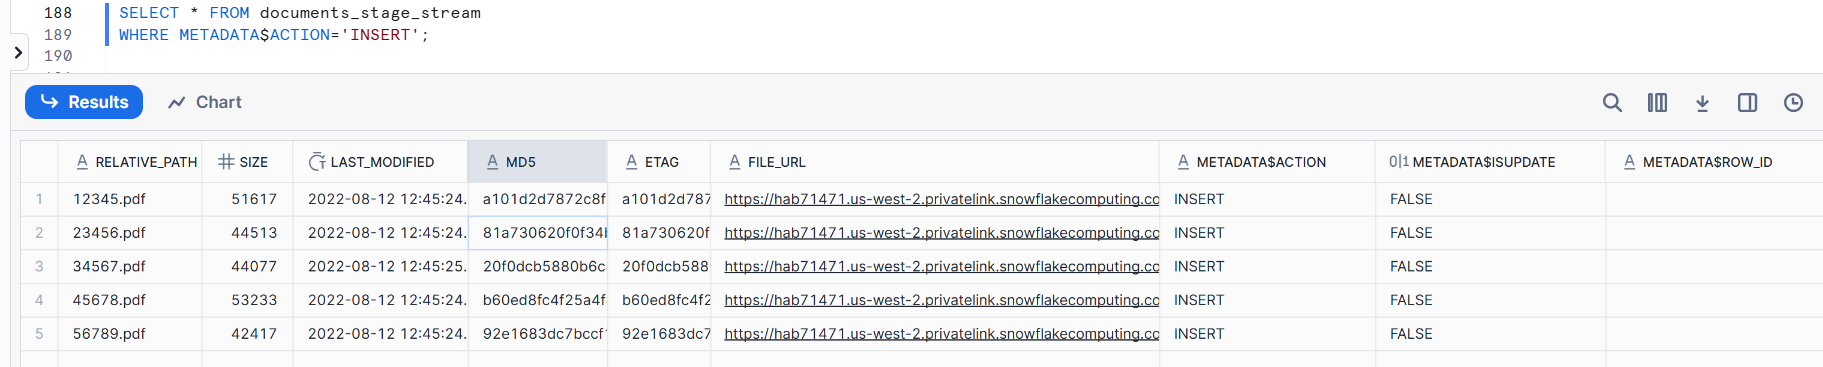 188 SELECT * FROM documents_stage_stream
189 WHERE METADATA$ACTION='INSERT';
190
Results Chart
RELATIVE_PATH SIZE LAST_MODIFIED MD5 ETAG FILE_URL METADATA$ACTION 0|1 METADATA$ISUPDATE METADATA$ROW_ID
1 12345.pdf 51617 2022-08-12 12:45:24. a101d2d7872c8f a101d2d787 https://hab71471.us-west-2.privatelink.snowflakecomputing.co INSERT FALSE
2 23456.pdf 44513 2022-08-12 12:45:24. 81a730620f0f34b 81a730620f https://hab71471.us-west-2.privatelink.snowflakecomputing.co INSERT FALSE
3 34567.pdf 44077 2022-08-12 12:45:25. 20f0dcb5880b6c 20f0dcb588 https://hab71471.us-west-2.privatelink.snowflakecomputing.co INSERT FALSE
4 45678.pdf 53233 2022-08-12 12:45:24. b60ed8fc4f25a4f b60ed8fc4f2 https://hab71471.us-west-2.privatelink.snowflakecomputing.co INSERT FALSE
5 56789.pdf 42417 2022-08-12 12:45:24. 92e1683dc7bccf 92e1683dc7 https://hab71471.us-west-2.privatelink.snowflakecomputing.co INSERT FALSE